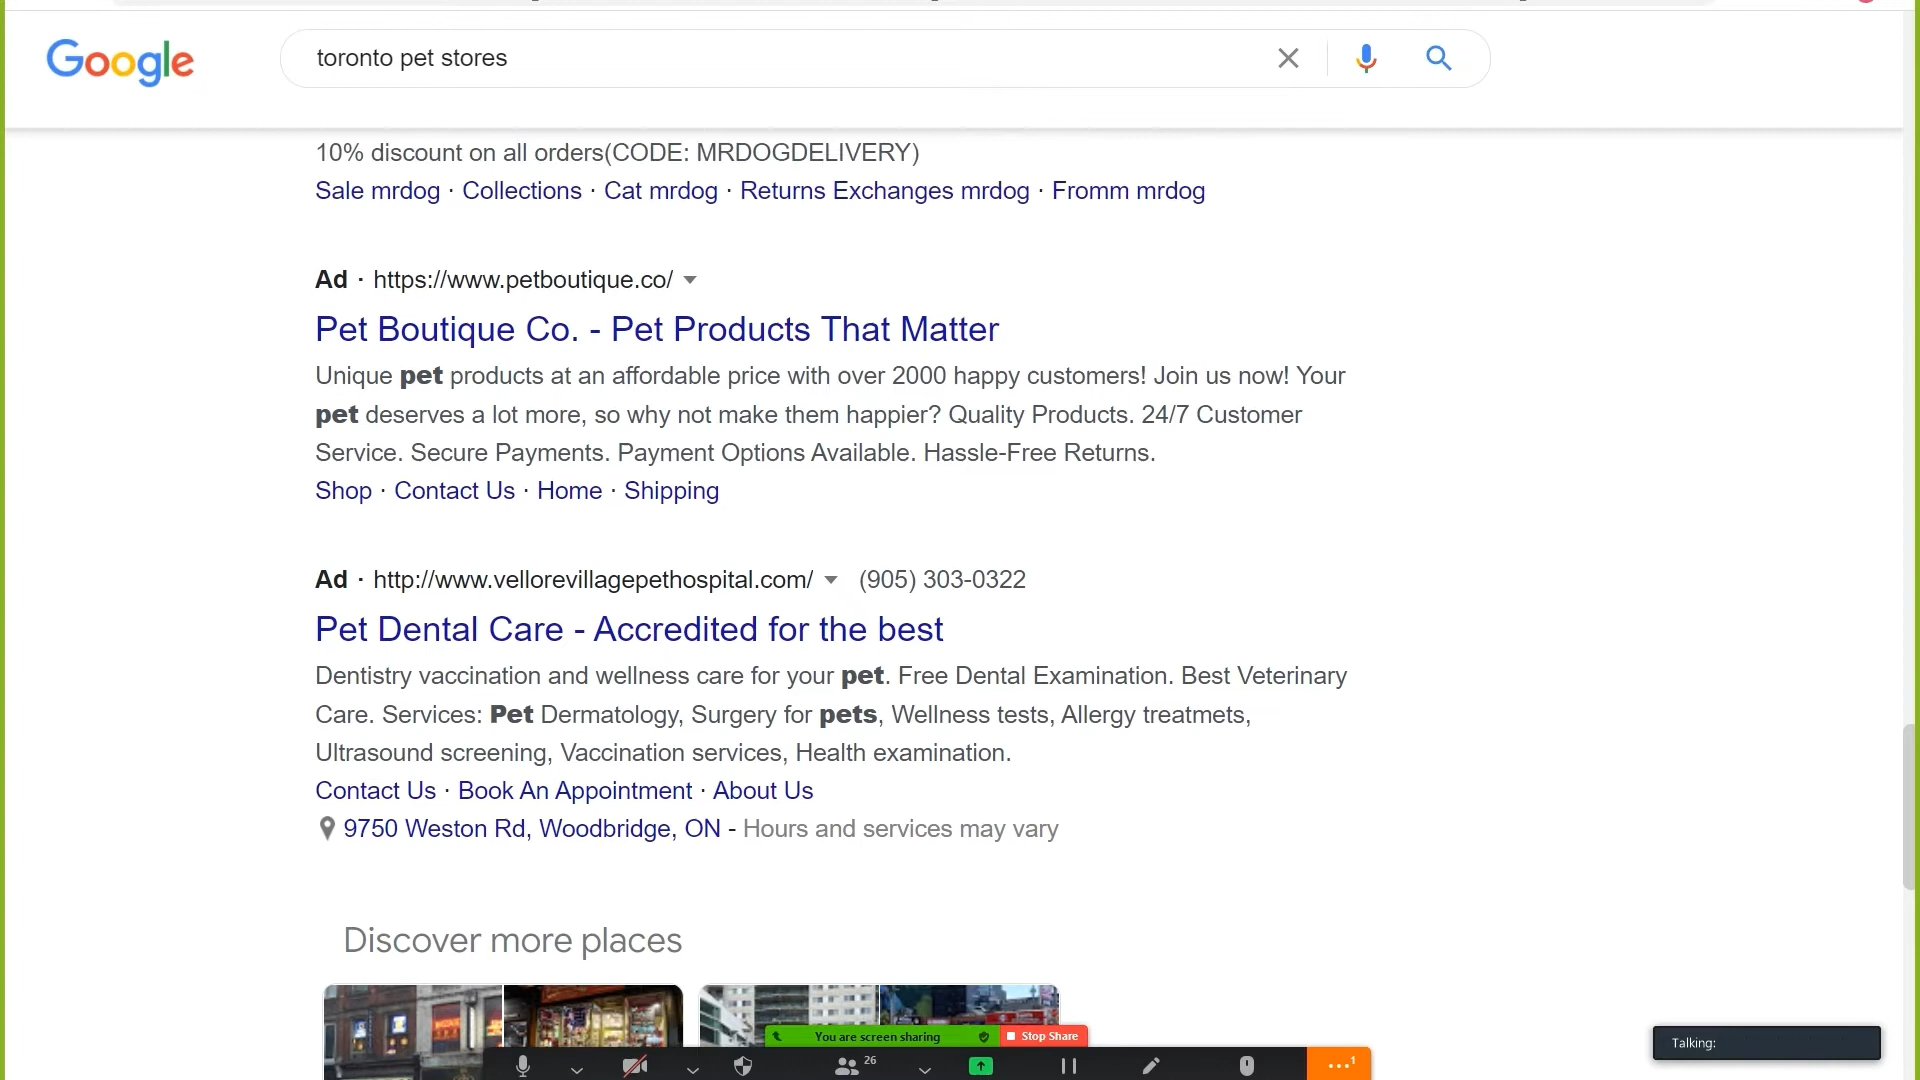 Google
toronto pet stores
10% discount on all orders(CODE: MRDOGDELIVERY)
Sale mrdog · Collections · Cat mrdog · Returns Exchanges mrdog · Fromm mrdog
Ad · https://www.petboutique.co/
Pet Boutique Co. - Pet Products That Matter
Unique pet products at an affordable price with over 2000 happy customers! Join us now! Your
pet deserves a lot more, so why not make them happier? Quality Products. 24/7 Customer
Service. Secure Payments. Payment Options Available. Hassle-Free Returns.
Shop · Contact Us · Home · Shipping
Ad · http://www.vellorevillagepethospital.com/ (905) 303-0322
Pet Dental Care - Accredited for the best
Dentistry vaccination and wellness care for your pet. Free Dental Examination. Best Veterinary
Care. Services: Pet Dermatology, Surgery for pets, Wellness tests, Allergy treatmets,
Ultrasound screening, Vaccination services, Health examination.
Contact Us · Book An Appointment · About Us
9750 Weston Rd, Woodbridge, ON - Hours and services may vary
Discover more places
You are screen sharing
Stop Share
26
1
Talking: